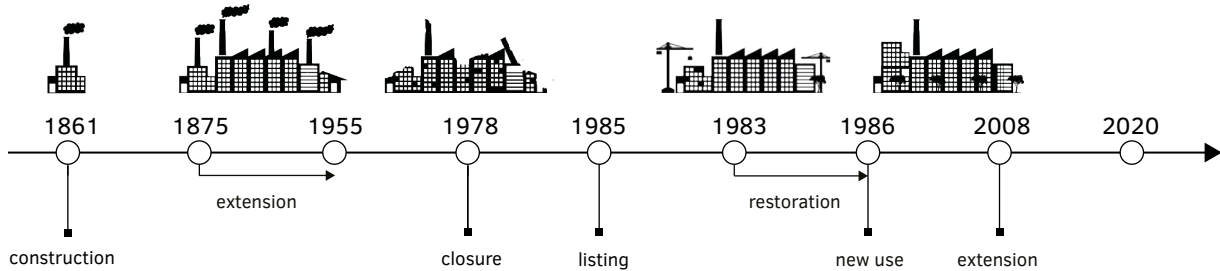 1861 1875 1955 1978 1985 1983 1986 2008 2020
extension restoration
construction closure listing new use extension